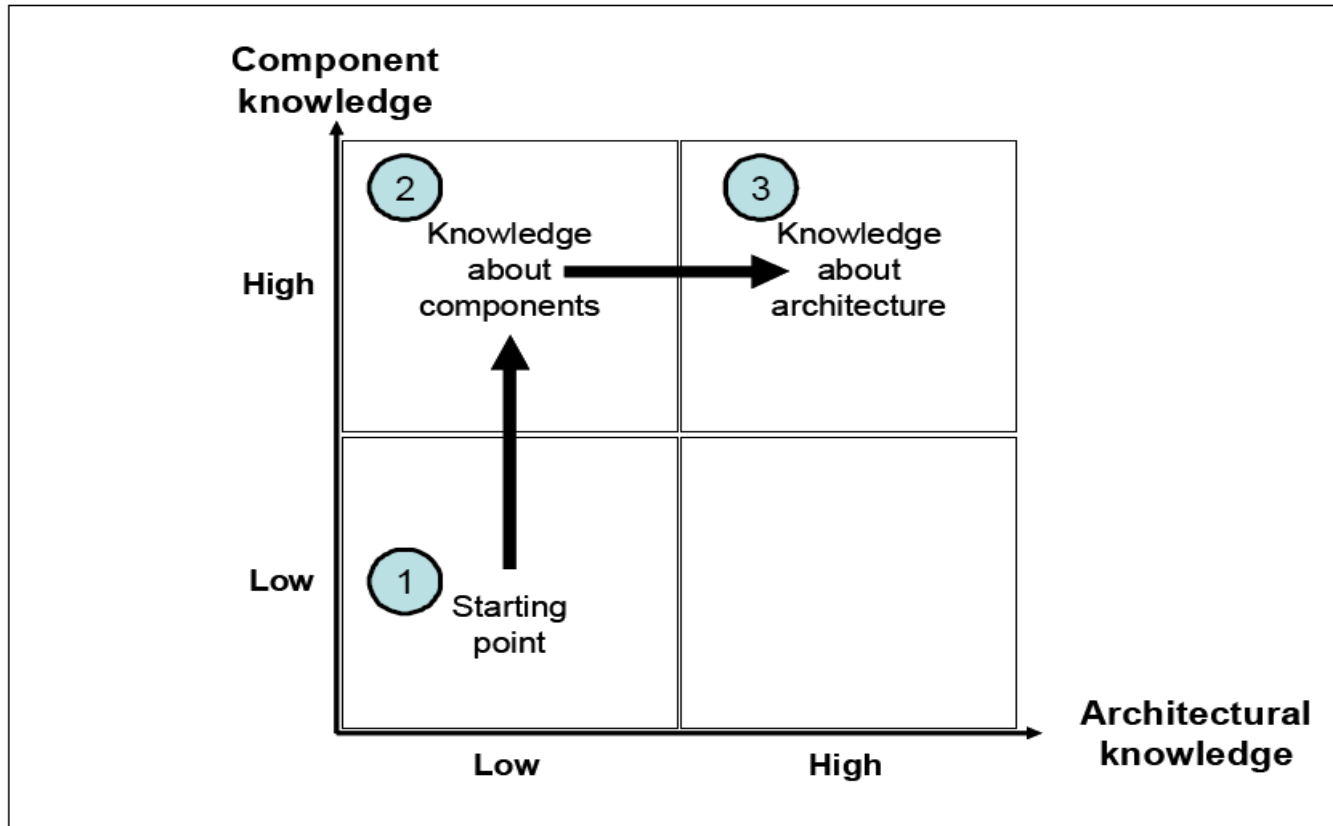 Component
knowledge
2
Knowledge
about
components
3
Knowledge
about
architecture
High
Low
1
Starting
point
Low
High
Architectural
knowledge